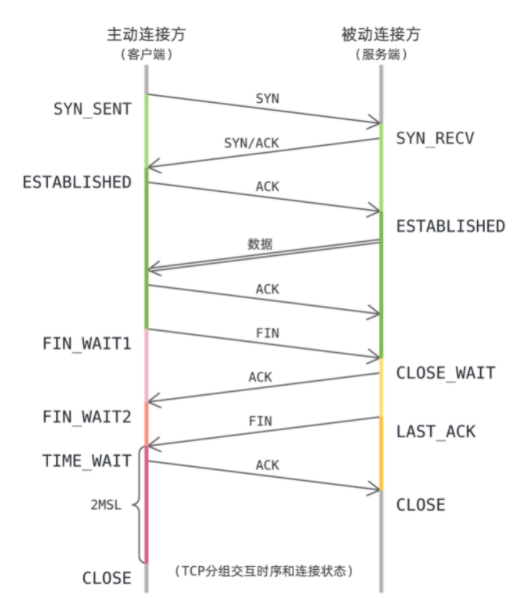 主动连接方 被动连接方
(客户端) (服务端)
SYN
SYN_SENT
SYN/ACK SYN_RECV
ESTABLISHED ACK
ESTABLISHED
数据
ACK
FIN
FIN_WAIT1
ACK CLOSE_WAIT
FIN_WAIT2 FIN
LAST_ACK
TIME_WAIT ACK
2MSL CLOSE
(TCP分组交互时序和连接状态)
CLOSE